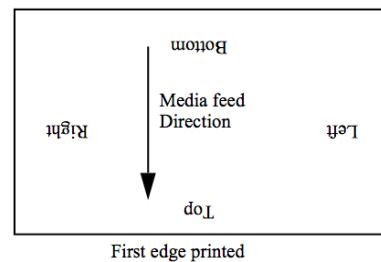 Bottom
Media feed
Direction
Right
Left
Top
First edge printed